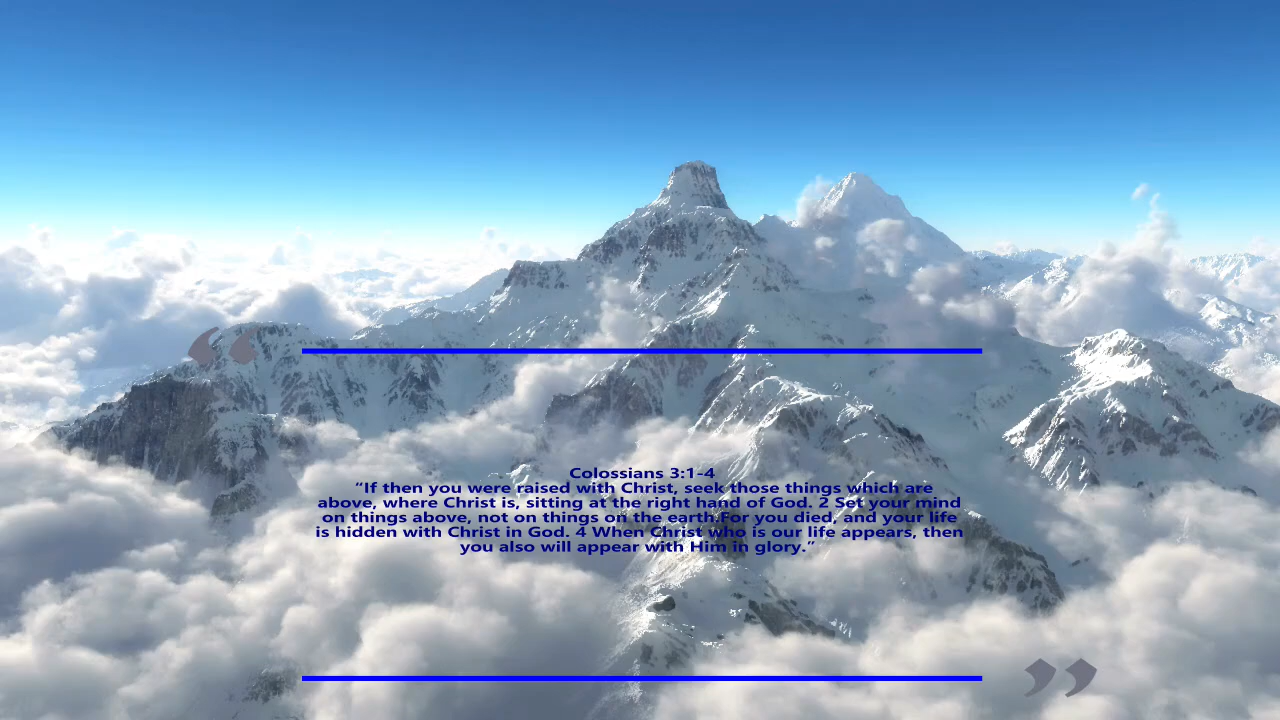 Colossians 3:1-4
“If then you were raised with Christ, seek those things which are
above, where Christ is, sitting at the right hand of God. 2 Set your mind
on things above, not on things on the earth.For you died, and your life
is hidden with Christ in God. 4 When Christ who is our life appears, then
you also will appear with Him in glory.”